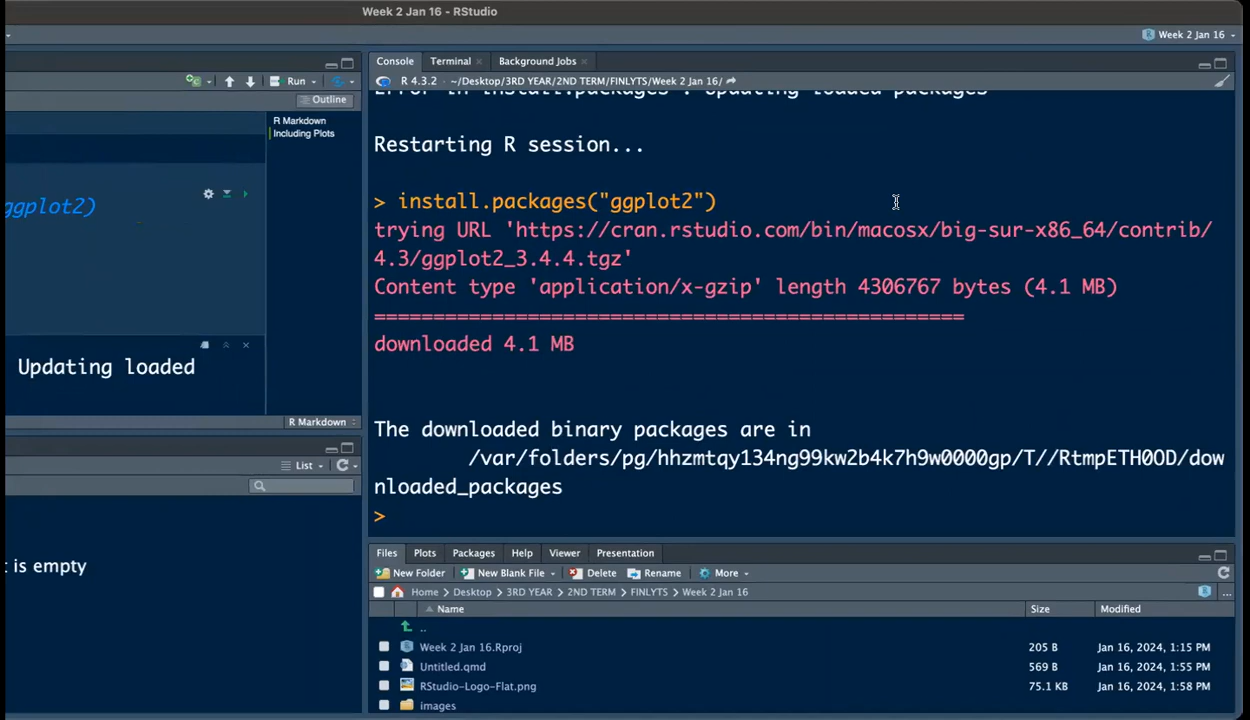 Week 2 Jan 16 - RStudio
Week 2 Jan 16
Run
Outline
R Markdown
Including Plots
ggplot2)
Updating loaded
R Markdown
List
t is empty
Console Terminal Background Jobs
R 4.3.2 · ~/Desktop/3RD YEAR/2ND TERM/FINLYTS/Week 2 Jan 16/
Error in install.packages : Updating loaded packages
Restarting R session...
> install.packages("ggplot2")
trying URL 'https://cran.rstudio.com/bin/macosx/big-sur-x86_64/contrib/
4.3/ggplot2_3.4.4.tgz'
Content type 'application/x-gzip' length 4306767 bytes (4.1 MB)
==================================================
downloaded 4.1 MB
The downloaded binary packages are in
/var/folders/pg/hhzmtqy134ng99kw2b4k7h9w0000gp/T//RtmpETH0OD/dow
nloaded_packages
>
Files Plots Packages Help Viewer Presentation
New Folder New Blank File Delete Rename More
Home > Desktop > 3RD YEAR > 2ND TERM > FINLYTS > Week 2 Jan 16 ...
Name Size Modified
..
Week 2 Jan 16.Rproj 205 B Jan 16, 2024, 1:15 PM
Untitled.qmd 569 B Jan 16, 2024, 1:55 PM
RStudio-Logo-Flat.png 75.1 KB Jan 16, 2024, 1:58 PM
images